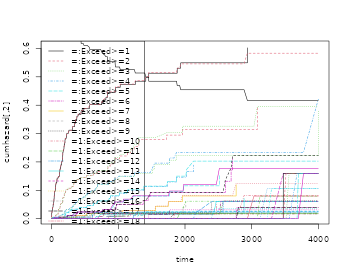 =:Exceed>=1
=:Exceed>=2
=:Exceed>=3
=:Exceed>=4
=:Exceed>=5
=:Exceed>=6
=:Exceed>=7
=:Exceed>=8
=:Exceed>=9
=1:Exceed>=10
=1:Exceed>=11
=1:Exceed>=12
=1:Exceed>=13
=1:Exceed>=14
=1:Exceed>=15
=1:Exceed>=16
=1:Exceed>=17
=1:Exceed>=18
cumhazard[,2]
0.0 0.1 0.2 0.3 0.4 0.5 0.6
0 1000 2000 3000 4000
time